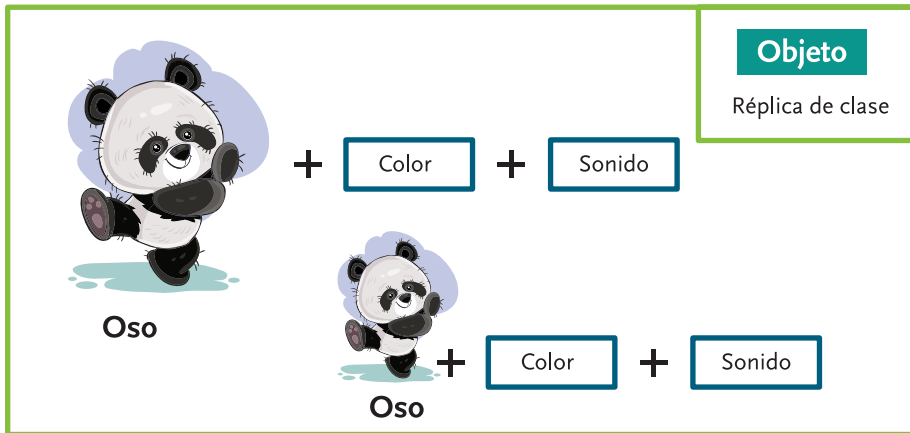 Objeto
Réplica de clase
+ Color + Sonido
Oso
+ Color + Sonido
Oso